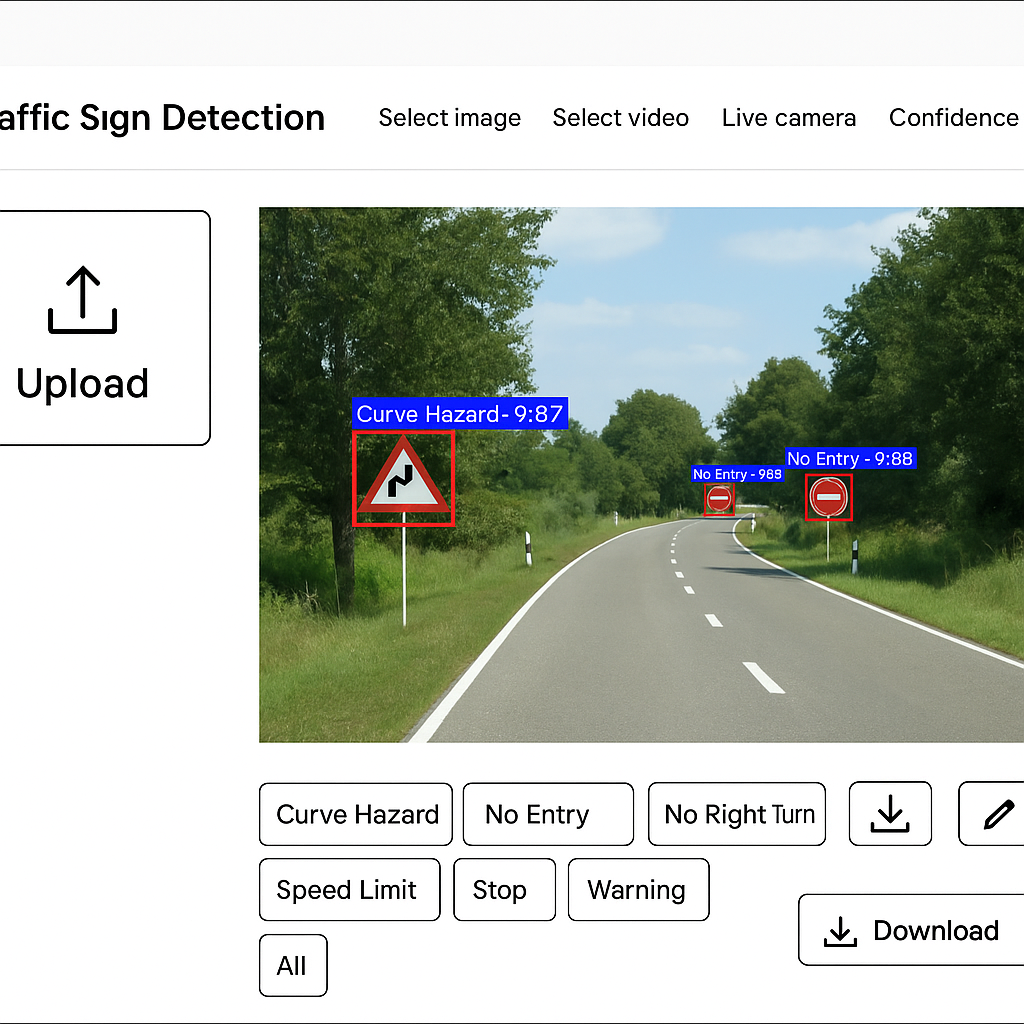 affic Sıgn Detection
Select image
Select video
Live camera
Confidence
Upload
Curve Hazard- 9:87
No Entry - 988
No Entry - 9:88
Curve Hazard
No Entry
No Right Turn
Speed Limit
Stop
Warning
Download
All